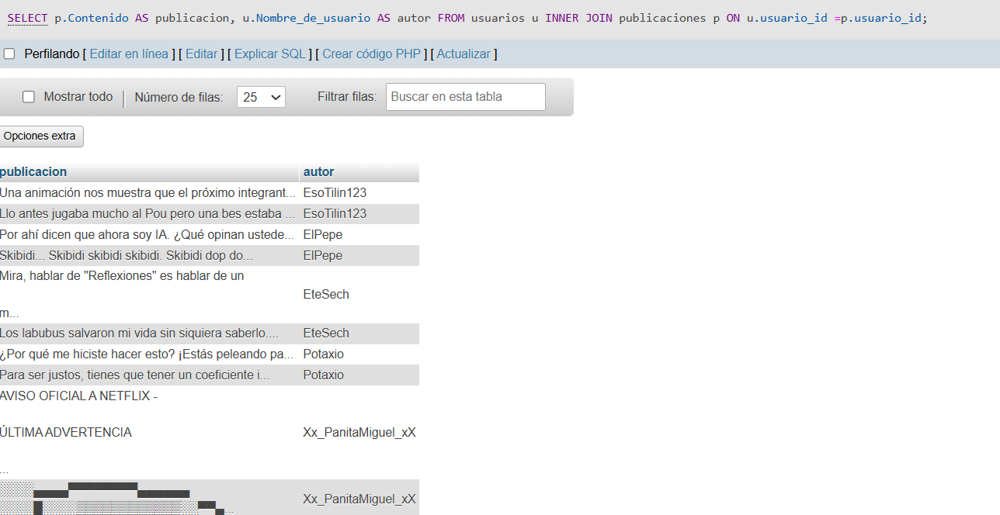 SELECT p.Contenido AS publicacion, u.Nombre_de_usuario AS autor FROM usuarios u INNER JOIN publicaciones p ON u.usuario_id =p.usuario_id;
Perfilando [ Editar en línea ] [ Editar ] [ Explicar SQL ] [ Crear código PHP ] [ Actualizar ]
Mostrar todo | Número de filas: 25 Filtrar filas: Buscar en esta tabla
Opciones extra
publicacion autor
Una animación nos muestra que el próximo integrant... EsoTilin123
Llo antes jugaba mucho al Pou pero una bes estaba ... EsoTilin123
Por ahí dicen que ahora soy IA. ¿Qué opinan ustede... ElPepe
Skibidi... Skibidi skibidi skibidi. Skibidi dop do... ElPepe
Mira, hablar de "Reflexiones" es hablar de un
EteSech
m...
Los labubus salvaron mi vida sin siquiera saberlo.... EteSech
¿Por qué me hiciste hacer esto? ¡Estás peleando pa... Potaxio
Para ser justos, tienes que tener un coeficiente i... Potaxio
AVISO OFICIAL A NETFLIX -
ÚLTIMA ADVERTENCIA Xx_PanitaMiguel_xX
...
Xx_PanitaMiguel_xX